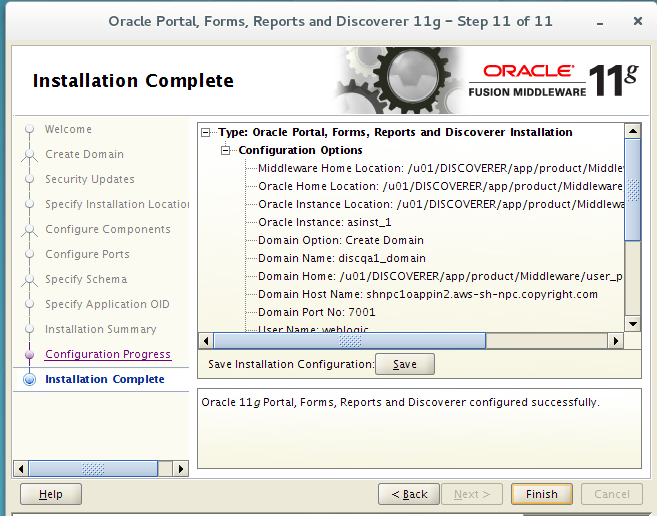 Oracle Portal, Forms, Reports and Discoverer 11g - Step 11 of 11
Installation Complete
ORACLE
FUSION MIDDLEWARE 11g
Welcome
Create Domain
Security Updates
Specify Installation Location
Configure Components
Configure Ports
Specify Schema
Specify Application OID
Installation Summary
Configuration Progress
Installation Complete
Type: Oracle Portal, Forms, Reports and Discoverer Installation
Configuration Options
Middleware Home Location: /u01/DISCOVERER/app/product/Middle
Oracle Home Location: /u01/DISCOVERER/app/product/Middleware
Oracle Instance Location: /u01/DISCOVERER/app/product/Middlewa
Oracle Instance: asinst_1
Domain Option: Create Domain
Domain Name: discqa1_domain
Domain Home: /u01/DISCOVERER/app/product/Middleware/user_p
Domain Host Name: shnpc1oappin2.aws-sh-npc.copyright.com
Domain Port No: 7001
User Name: weblogic
Save Installation Configuration: Save
Oracle 11g Portal, Forms, Reports and Discoverer configured successfully.
Help < Back Next > Finish Cancel